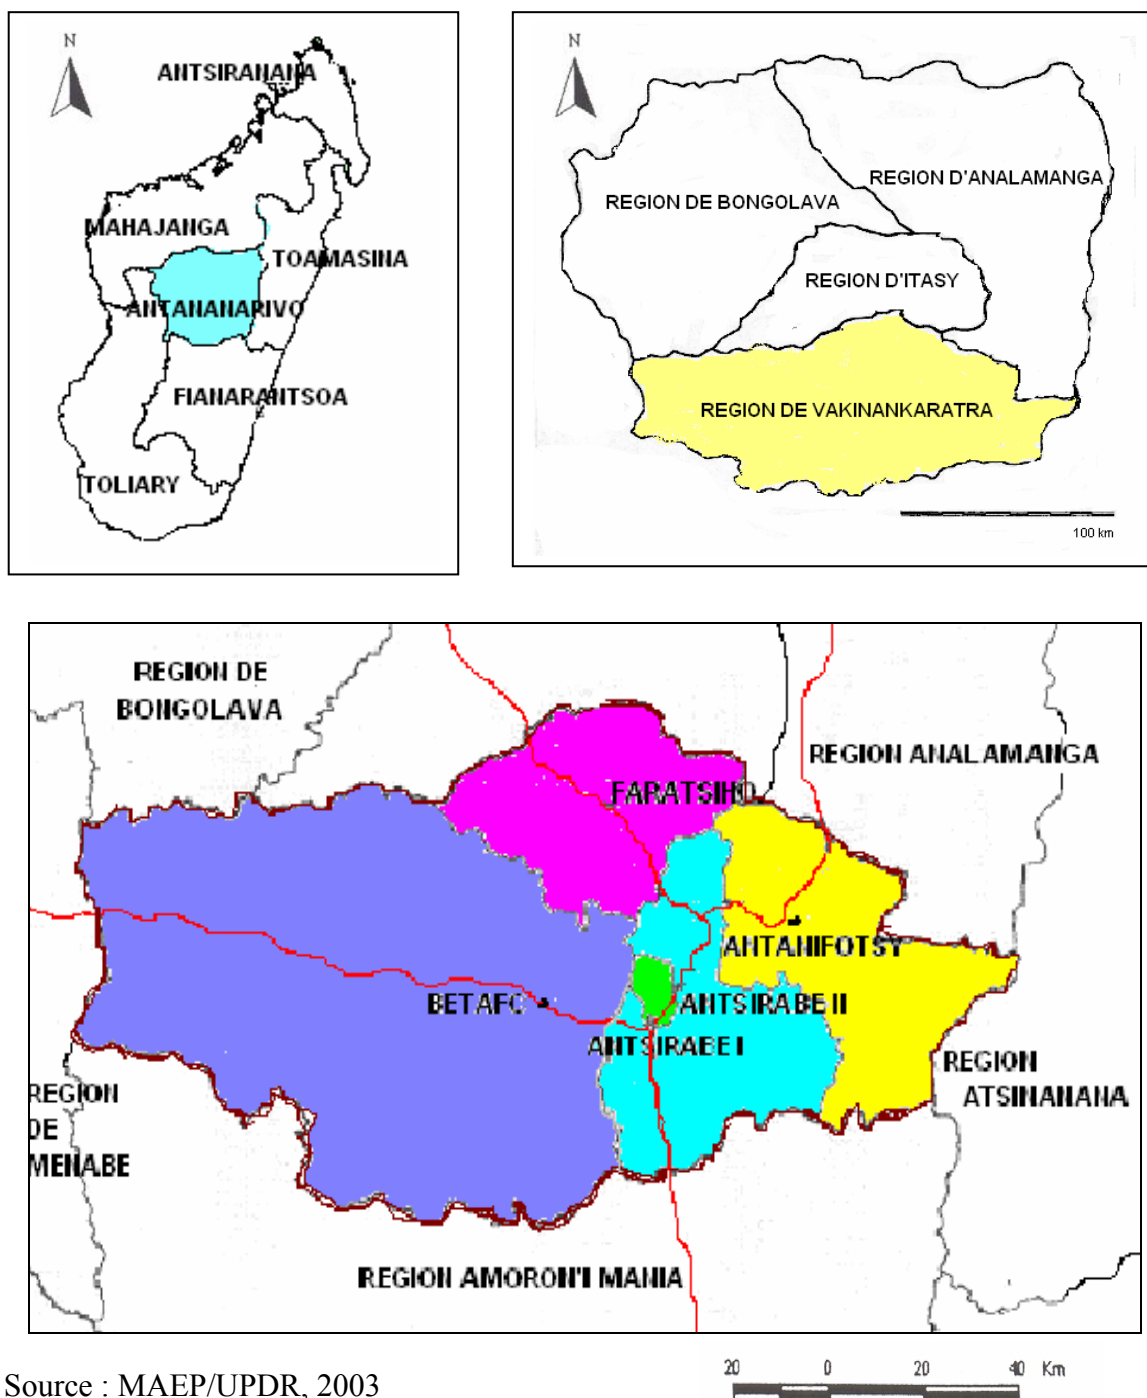 N
ANTSIRANANA
MAHAJANGA
TOAMASINA
ANTANANARIVO
FIANARANTSOA
TOLIARY
N
REGION D'ANALAMANGA
REGION DE BONGOLAVA
REGION D'ITASY
REGION DE VAKINANKARATRA
100 km
REGION DE
BONGOLAVA
REGION ANALAMANGA
FARATSIHO
ANTANIFOTSY
BETAFO
ANTSIRABE II
ANTSIRABE I
REGION
ATSINANANA
REGION
DE
MENABE
REGION AMORON'I MANIA
Source : MAEP/UPDR, 2003
20 0 20 40 Km